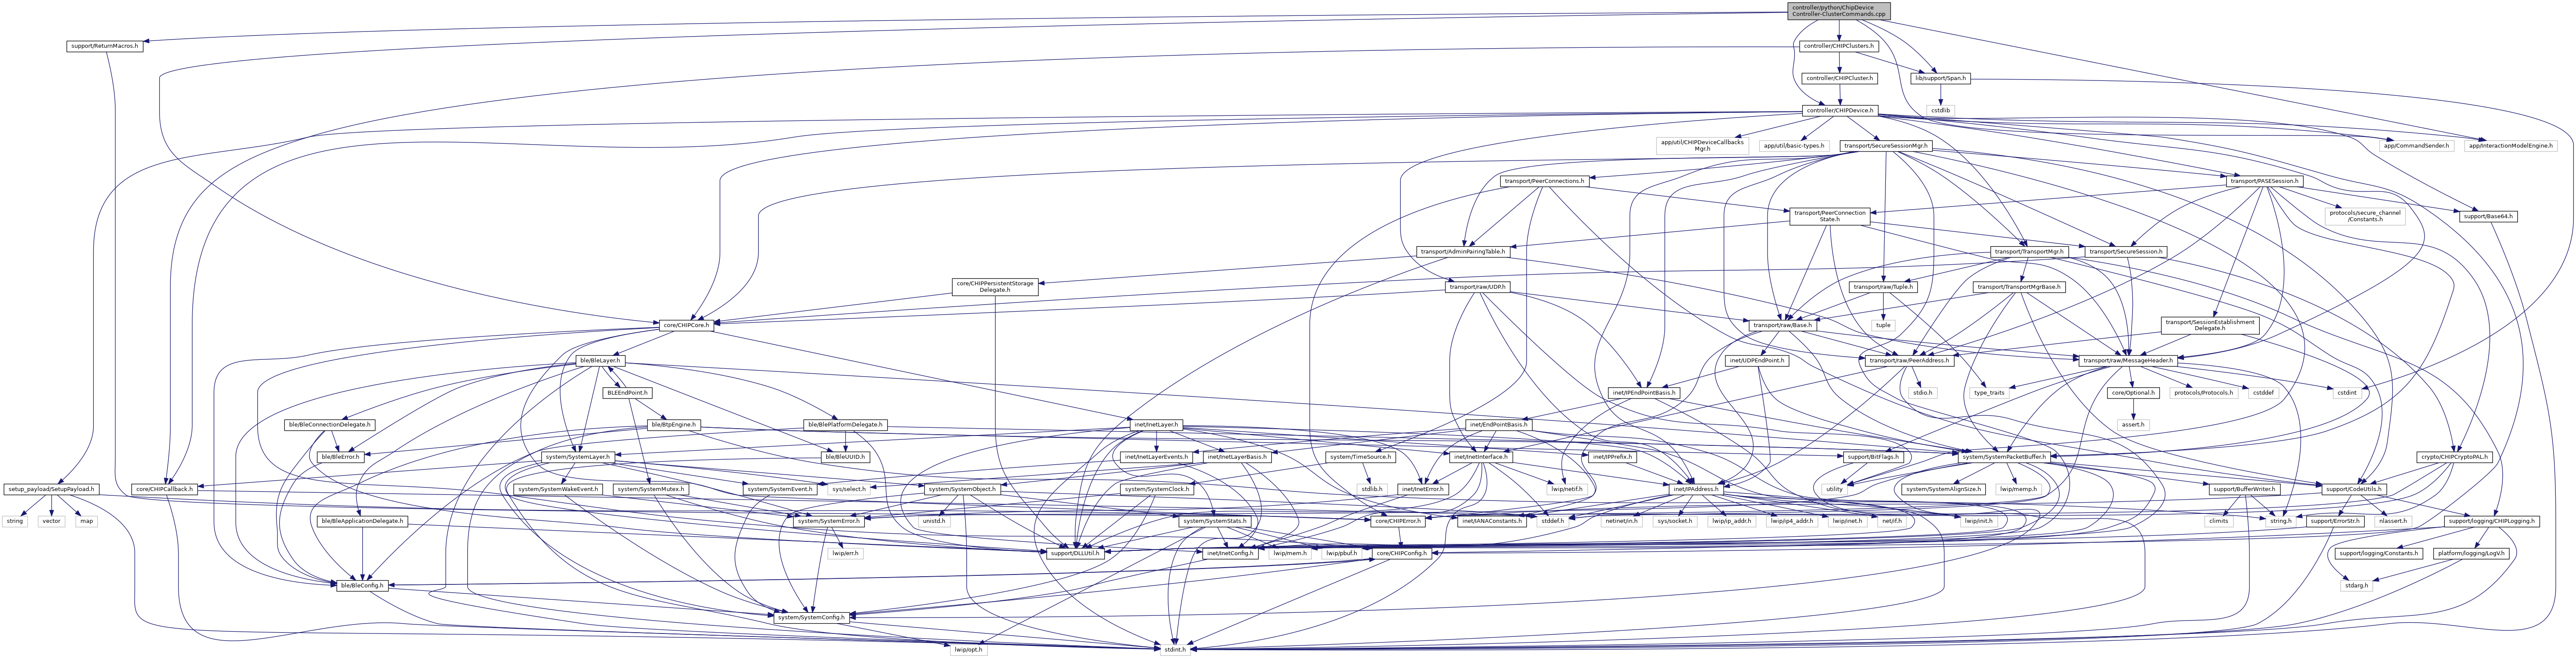 controller/python/ChipDevice
Controller-ClusterCommands.cpp
support/ReturnMacros.h
controller/CHIPClusters.h
controller/CHIPCluster.h
lib/support/Span.h
controller/CHIPDevice.h
cstdlib
app/util/CHIPDeviceCallbacks
Mgr.h
app/util/basic-types.h
transport/SecureSessionMgr.h
app/CommandSender.h
app/InteractionModelEngine.h
transport/PeerConnections.h
transport/PASESession.h
transport/PeerConnection
State.h
protocols/secure_channel
/Constants.h
support/Base64.h
transport/AdminPairingTable.h
transport/TransportMgr.h
transport/SecureSession.h
core/CHIPPersistentStorage
Delegate.h
transport/raw/UDP.h
transport/raw/Tuple.h
transport/TransportMgrBase.h
core/CHIPCore.h
transport/raw/Base.h
tuple
transport/SessionEstablishment
Delegate.h
ble/BleLayer.h
inet/UDPEndPoint.h
transport/raw/PeerAddress.h
transport/raw/MessageHeader.h
BLEEndPoint.h
inet/IPEndPointBasis.h
stdio.h
type_traits
core/Optional.h
protocols/Protocols.h
cstddef
cstdint
ble/BleConnectionDelegate.h
ble/BtpEngine.h
ble/BlePlatformDelegate.h
inet/InetLayer.h
inet/EndPointBasis.h
assert.h
ble/BleError.h
system/SystemLayer.h
ble/BleUUID.h
inet/InetLayerEvents.h
inet/InetLayerBasis.h
system/TimeSource.h
inet/InetInterface.h
inet/IPPrefix.h
support/BitFlags.h
system/SystemPacketBuffer.h
crypto/CHIPCryptoPAL.h
setup_payload/SetupPayload.h
core/CHIPCallback.h
system/SystemWakeEvent.h
system/SystemMutex.h
system/SystemEvent.h
sys/select.h
system/SystemObject.h
system/SystemClock.h
stdlib.h
inet/InetError.h
lwip/netif.h
inet/IPAddress.h
utility
system/SystemAlignSize.h
lwip/memp.h
support/BufferWriter.h
support/CodeUtils.h
string
vector
map
ble/BleApplicationDelegate.h
system/SystemError.h
unistd.h
system/SystemStats.h
core/CHIPError.h
inet/IANAConstants.h
stddef.h
netinet/in.h
sys/socket.h
lwip/ip_addr.h
lwip/ip4_addr.h
lwip/inet.h
net/if.h
lwip/init.h
climits
string.h
support/ErrorStr.h
nlassert.h
support/logging/CHIPLogging.h
support/DLLUtil.h
lwip/err.h
inet/InetConfig.h
lwip/mem.h
lwip/pbuf.h
core/CHIPConfig.h
support/logging/Constants.h
platform/logging/LogV.h
ble/BleConfig.h
stdarg.h
system/SystemConfig.h
lwip/opt.h
stdint.h